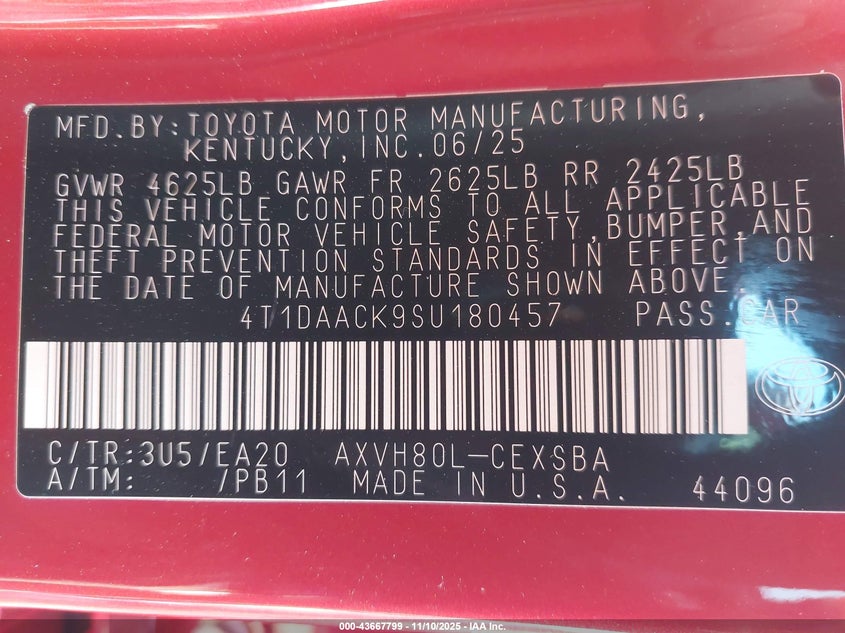 MFD.BY:TOYOTA MOTOR MANUFACTURING,
KENTUCKY,INC.06/25
GVWR 4625LB GAWR FR 2625LB RR 2425LB
THIS VEHICLE CONFORMS TO ALL APPLICABLE
FEDERAL MOTOR VEHICLE SAFETY,BUMPER,AND
THEFT PREVENTION STANDARDS IN EFFECT ON
THE DATE OF MANUFACTURE SHOWN ABOVE.
4T1DAACK9SU180457 PASS.CAR
C/TR:3U5/EA20 AXVH80L-CEXSBA
A/TM: /PB11 MADE IN U.S.A. 44096
000-43667799 - 11/10/2025 - IAA Inc.